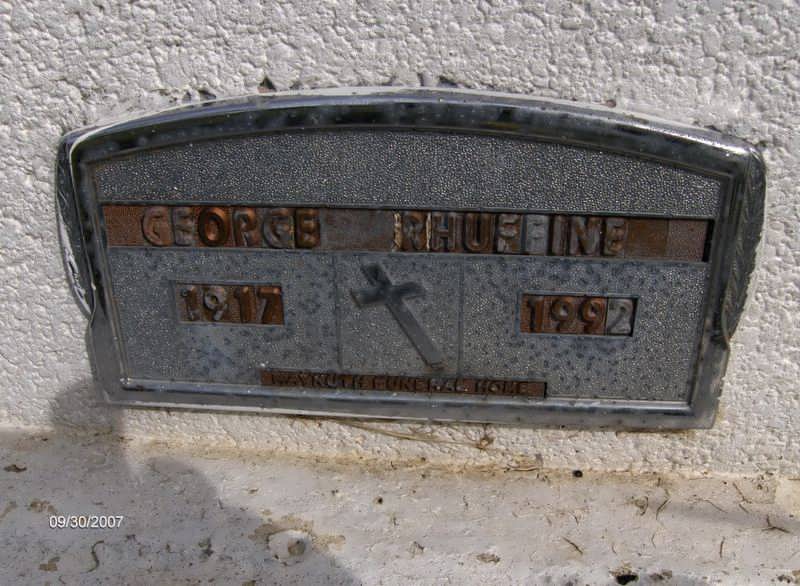 GEORGE RHUFFINE
1917 1992
FUNERAL HOME
09/30/2007